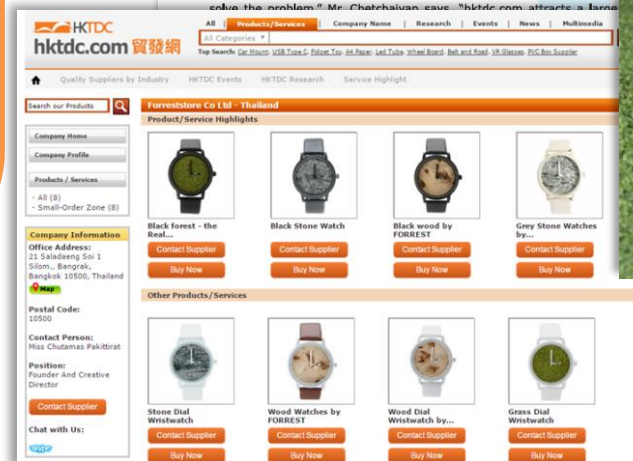 solve the problem," Mr. Chetchaiyan says. "hktdc.com attracts a large
HKTDC
hktdc.com 貿發網
All | Products/Services | Company Name | Research | Events | News | Multimedia
All Categories
Top Search: Car Mount, USB Type C, Fidget Toy, A4 Paper, Led Tube, Wheel Board, Belt and Road, VR Glasses, PVC Box Supplier
Quality Suppliers by Industry HKTDC Events HKTDC Research Service Highlight
Search our Products
Company Home
Company Profile
Products / Services
- All (8)
- Small-Order Zone (8)
Company Information
Office Address:
21 Saladaeng Soi 1
Silom., Bangrak,
Bangkok 10500, Thailand
Map
Postal Code:
10500
Contact Person:
Miss Chutamas Pakittirat
Position:
Founder And Creative
Director
Contact Supplier
Chat with Us:
skype
Forreststore Co Ltd - Thailand
Product/Service Highlights
Black forest - the Real...
Contact Supplier
Buy Now
Black Stone Watch
Contact Supplier
Buy Now
Black wood by FORREST
Contact Supplier
Buy Now
Grey Stone Watches by...
Contact Supplier
Buy Now
Other Products/Services
Stone Dial Wristwatch
Contact Supplier
Buy Now
Wood Watches by FORREST
Contact Supplier
Buy Now
Wood Dial Wristwatch by...
Contact Supplier
Buy Now
Grass Dial Wristwatch
Contact Supplier
Buy Now